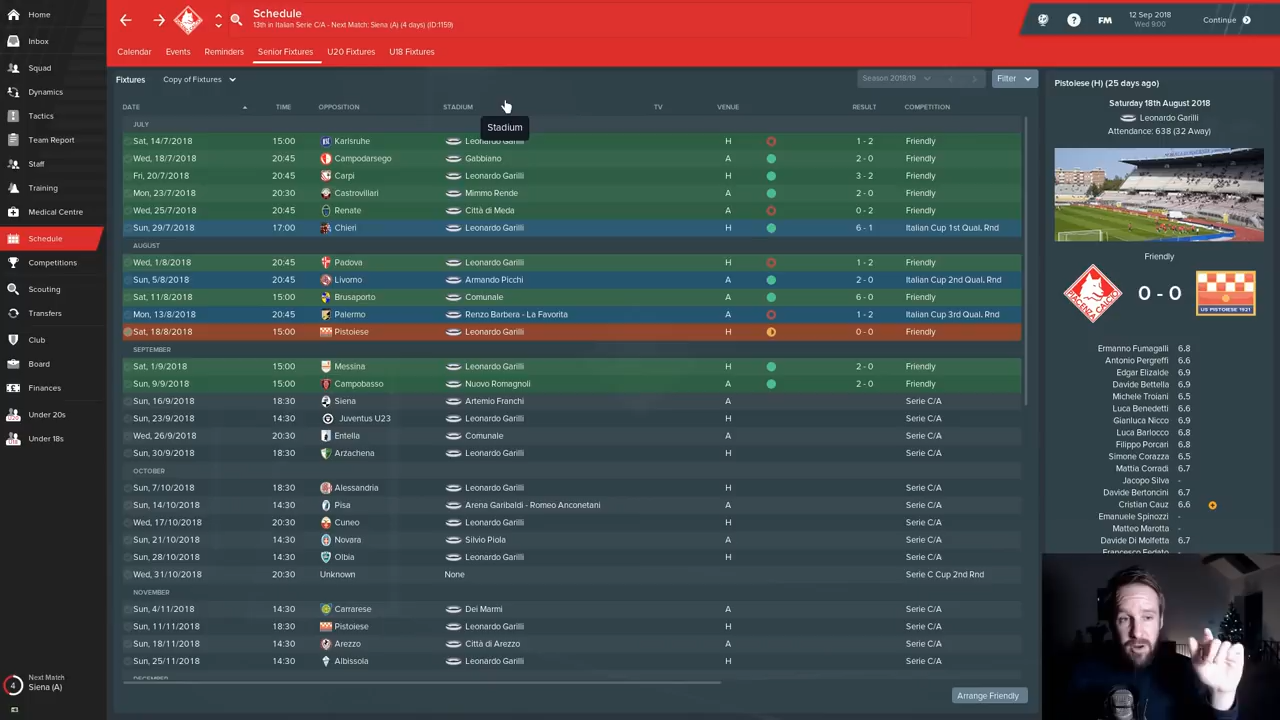 Schedule
13th in Italian Serie C/A - Next Match: Siena (A) (4 days) (ID:1159)
12 Sep 2018
Wed 9:00
FM
Continue
Home
Inbox
Squad
Dynamics
Tactics
Team Report
Staff
Training
Medical Centre
Schedule
Competitions
Scouting
Transfers
Club
Board
Finances
Under 20s
Under 18s
4
Next Match
Siena (A)
Calendar Events Reminders Senior Fixtures U20 Fixtures U18 Fixtures
Fixtures Copy of Fixtures Season 2018/19 Filter
DATE TIME OPPOSITION STADIUM TV VENUE RESULT COMPETITION
Stadium
JULY
Sat, 14/7/2018 15:00 Karlsruhe Leonardo Garilli H 1 - 2 Friendly
Wed, 18/7/2018 20:45 Campodarsego Gabbiano A 2 - 0 Friendly
Fri, 20/7/2018 20:45 Carpi Leonardo Garilli H 3 - 2 Friendly
Mon, 23/7/2018 20:30 Castrovillari Mimmo Rende A 2 - 0 Friendly
Wed, 25/7/2018 20:45 Renate Città di Meda A 0 - 2 Friendly
Sun, 29/7/2018 17:00 Chieri Leonardo Garilli H 6 - 1 Italian Cup 1st Qual. Rnd
AUGUST
Wed, 1/8/2018 20:45 Padova Leonardo Garilli H 1 - 2 Friendly
Sun, 5/8/2018 20:45 Livorno Armando Picchi A 2 - 0 Italian Cup 2nd Qual. Rnd
Sat, 11/8/2018 15:00 Brusaporto Comunale A 6 - 0 Friendly
Mon, 13/8/2018 20:45 Palermo Renzo Barbera - La Favorita A 1 - 2 Italian Cup 3rd Qual. Rnd
Sat, 18/8/2018 15:00 Pistoiese Leonardo Garilli H 0 - 0 Friendly
SEPTEMBER
Sat, 1/9/2018 15:00 Messina Leonardo Garilli H 2 - 0 Friendly
Sun, 9/9/2018 15:00 Campobasso Nuovo Romagnoli A 2 - 0 Friendly
Sun, 16/9/2018 18:30 Siena Artemio Franchi A Serie C/A
Sun, 23/9/2018 14:30 Juventus U23 Leonardo Garilli H Serie C/A
Wed, 26/9/2018 20:30 Entella Comunale A Serie C/A
Sun, 30/9/2018 18:30 Arzachena Leonardo Garilli H Serie C/A
OCTOBER
Sun, 7/10/2018 18:30 Alessandria Leonardo Garilli H Serie C/A
Sun, 14/10/2018 14:30 Pisa Arena Garibaldi - Romeo Anconetani A Serie C/A
Wed, 17/10/2018 20:30 Cuneo Leonardo Garilli H Serie C/A
Sun, 21/10/2018 14:30 Novara Silvio Piola A Serie C/A
Sun, 28/10/2018 14:30 Olbia Leonardo Garilli H Serie C/A
Wed, 31/10/2018 20:30 Unknown None Serie C Cup 2nd Rnd
NOVEMBER
Sun, 4/11/2018 14:30 Carrarese Dei Marmi A Serie C/A
Sun, 11/11/2018 18:30 Pistoiese Leonardo Garilli H Serie C/A
Sun, 18/11/2018 14:30 Arezzo Città di Arezzo A Serie C/A
Sun, 25/11/2018 14:30 Albissola Leonardo Garilli H Serie C/A
DECEMBER
Arrange Friendly
Pistoiese (H) (25 days ago)
Saturday 18th August 2018
Leonardo Garilli
Attendance: 638 (32 Away)
Friendly
PIACENZA CALCIO 0 - 0 US PISTOIESE 1921
Ermanno Fumagalli 6.8
Antonio Pergreffi 6.6
Edgar Elizalde 6.9
Davide Bettella 6.9
Michele Troiani 6.5
Luca Benedetti 6.6
Gianluca Nicco 6.9
Luca Barlocco 6.8
Filippo Porcari 6.8
Simone Corazza 6.5
Mattia Corradi 6.7
Jacopo Silva -
Davide Bertoncini 6.7
Cristian Cauz 6.6
Emanuele Spinozzi -
Matteo Marotta -
Davide Di Molfetta 6.7
Francesco Fedato -